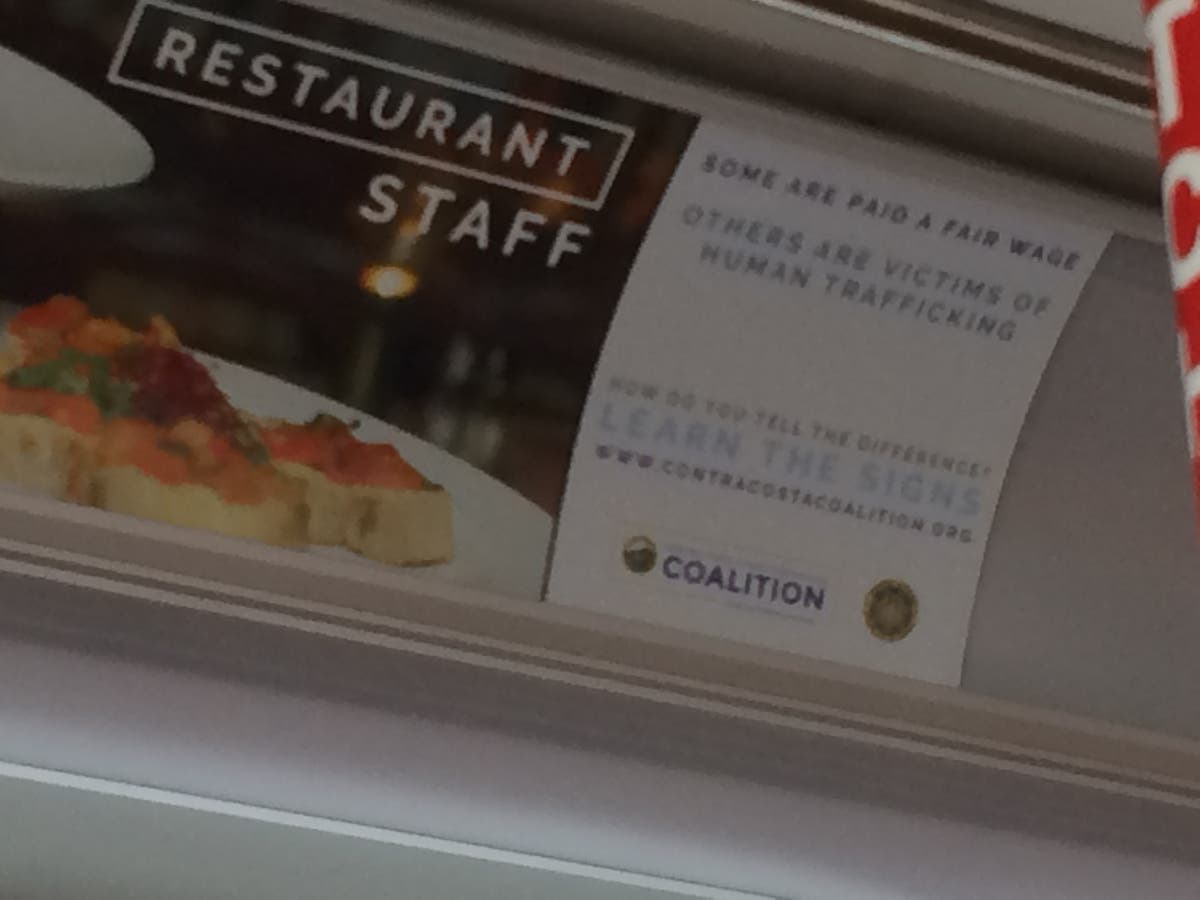 RESTAURANT
STAFF
SOME ARE PAID A FAIR WAGE
OTHERS ARE VICTIMS OF
HUMAN TRAFFICKING
HOW DO YOU TELL THE DIFFERENCE?
LEARN THE SIGNS
WWW.CONTRACOSTACOALITION.ORG
COALITION